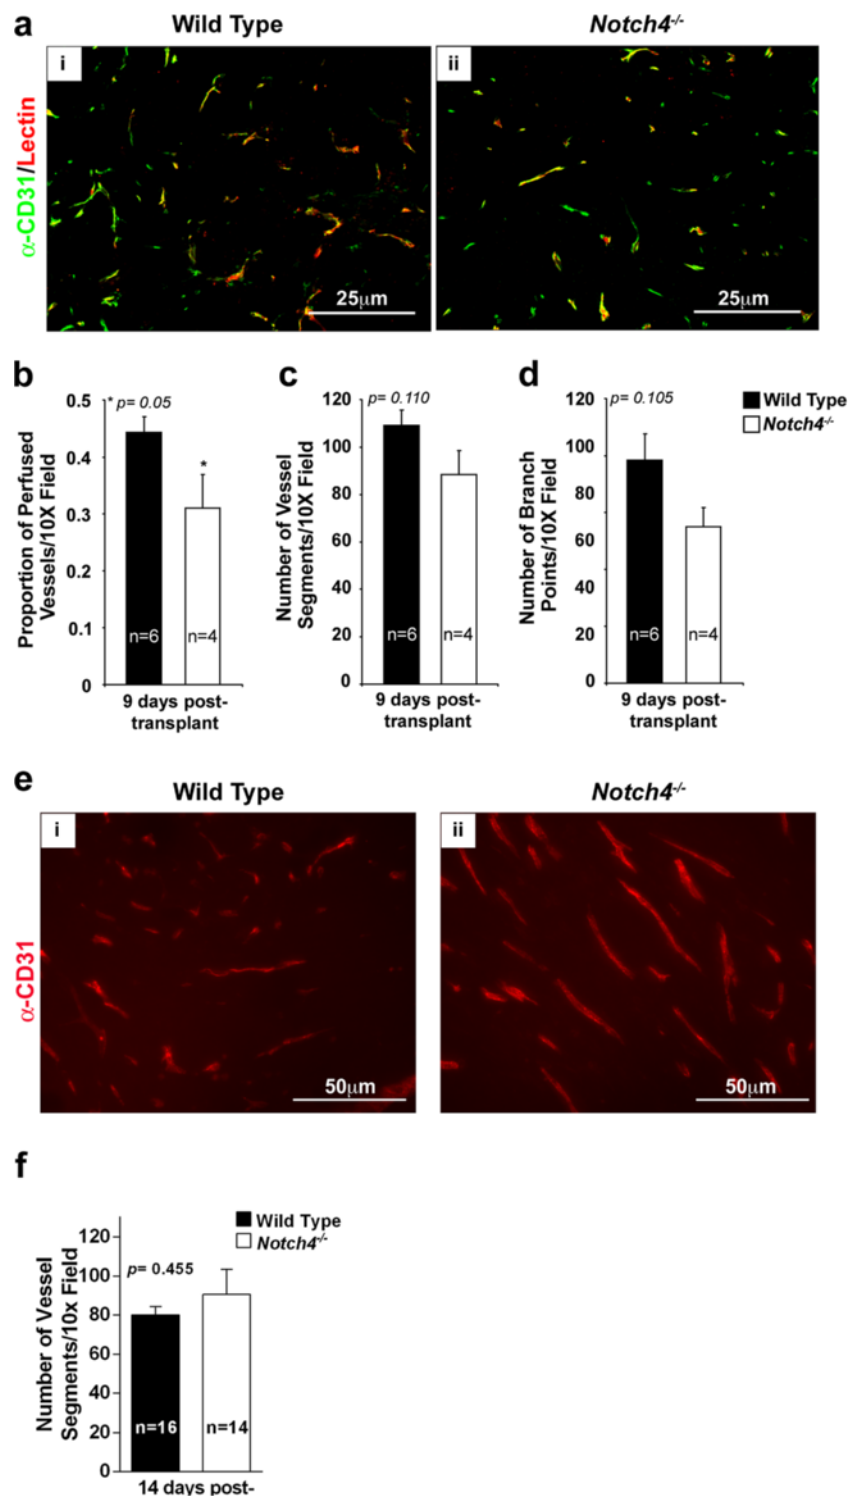 a
Wild Type
Notch4-/-
α-CD31/Lectin
i
25μm
ii
25μm
b
Proportion of Perfused
Vessels/10X Field
0.5
0.4
0.3
0.2
0.1
0
* p= 0.05
*
n=6
n=4
9 days post-
transplant
c
Number of Vessel
Segments/10X Field
120
100
80
60
40
20
0
p= 0.110
n=6
n=4
9 days post-
transplant
d
Number of Branch
Points/10X Field
120
100
80
60
40
20
0
p= 0.105
n=6
n=4
9 days post-
transplant
Wild Type
Notch4-/-
e
Wild Type
Notch4-/-
α-CD31
i
50μm
ii
50μm
f
Wild Type
Notch4-/-
Number of Vessel
Segments/10x Field
120
100
80
60
40
20
0
p= 0.455
n=16
n=14
14 days post-